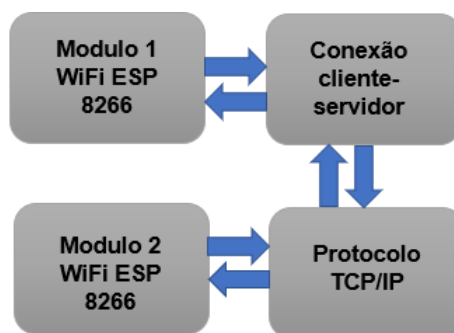 Modulo 1
WiFi ESP
8266
Conexão
cliente-
servidor
Modulo 2
WiFi ESP
8266
Protocolo
TCP/IP